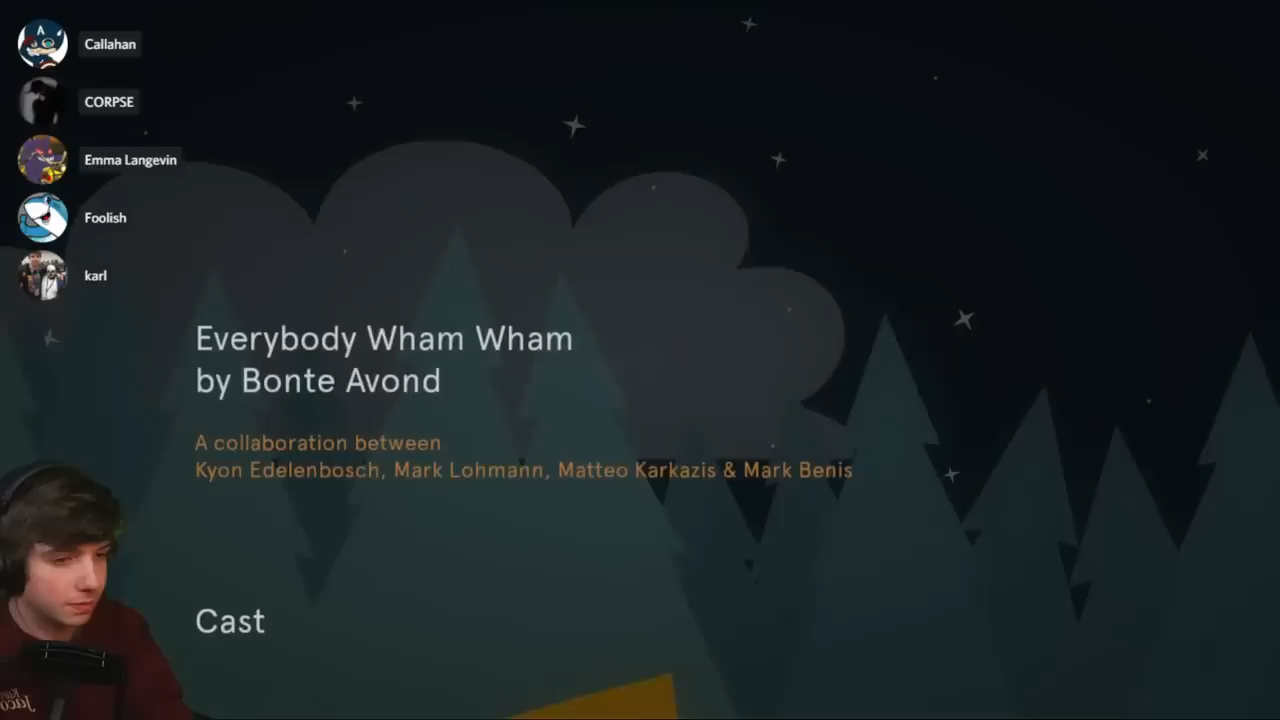 Callahan
CORPSE
Emma Langevin
Foolish
karl
Everybody Wham Wham
by Bonte Avond
A collaboration between
Kyon Edelenbosch, Mark Lohmann, Matteo Karkazis & Mark Benis
Cast